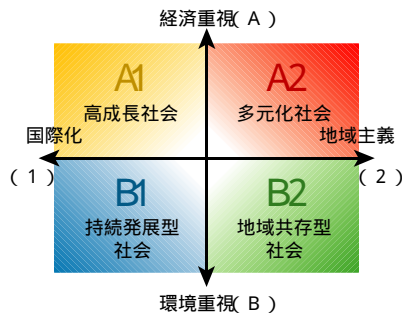 経済重視(A)
A1
高成長社会
A2
多元化社会
国際化
(1)
地域主義
(2)
B1
持続発展型
社会
B2
地域共存型
社会
環境重視(B)